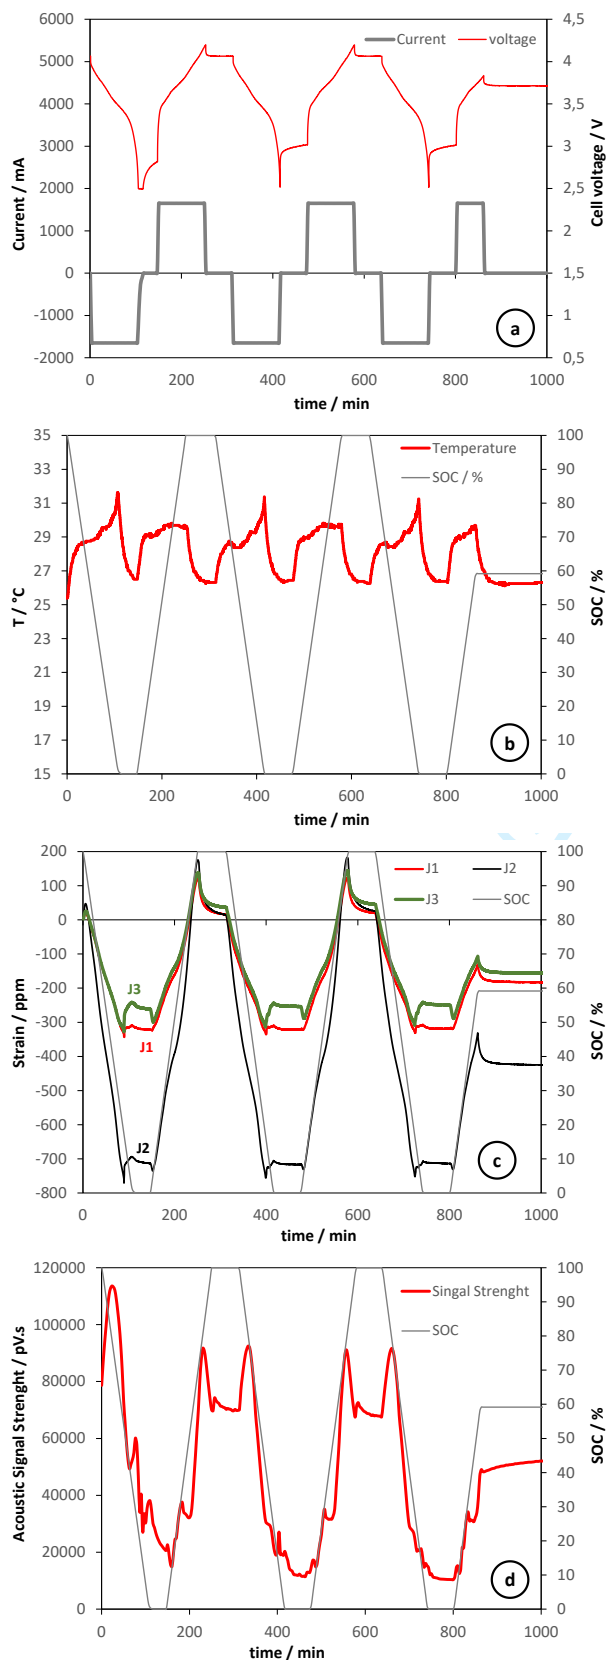 6000
5000
4000
3000
2000
1000
0
-1000
-2000
Current / mA
Current
voltage
4,5
4
3,5
3
2,5
2
1,5
1
0,5
Cell voltage / V
a
0 200 400 600 800 1000
time / min
35
33
31
29
27
25
23
21
19
17
15
T / °C
Temperature
SOC / %
100
90
80
70
60
50
40
30
20
10
0
SOC / %
b
0 200 400 600 800 1000
time / min
200
100
0
-100
-200
-300
-400
-500
-600
-700
-800
Strain / ppm
J1
J2
J3
SOC
J3
J1
J2
100
90
80
70
60
50
40
30
20
10
0
SOC / %
c
0 200 400 600 800 1000
time / min
120000
100000
80000
60000
40000
20000
0
Acoustic Signal Strenght / pV.s
Singal Strenght
SOC
100
90
80
70
60
50
40
30
20
10
0
SOC / %
d
0 200 400 600 800 1000
time / min